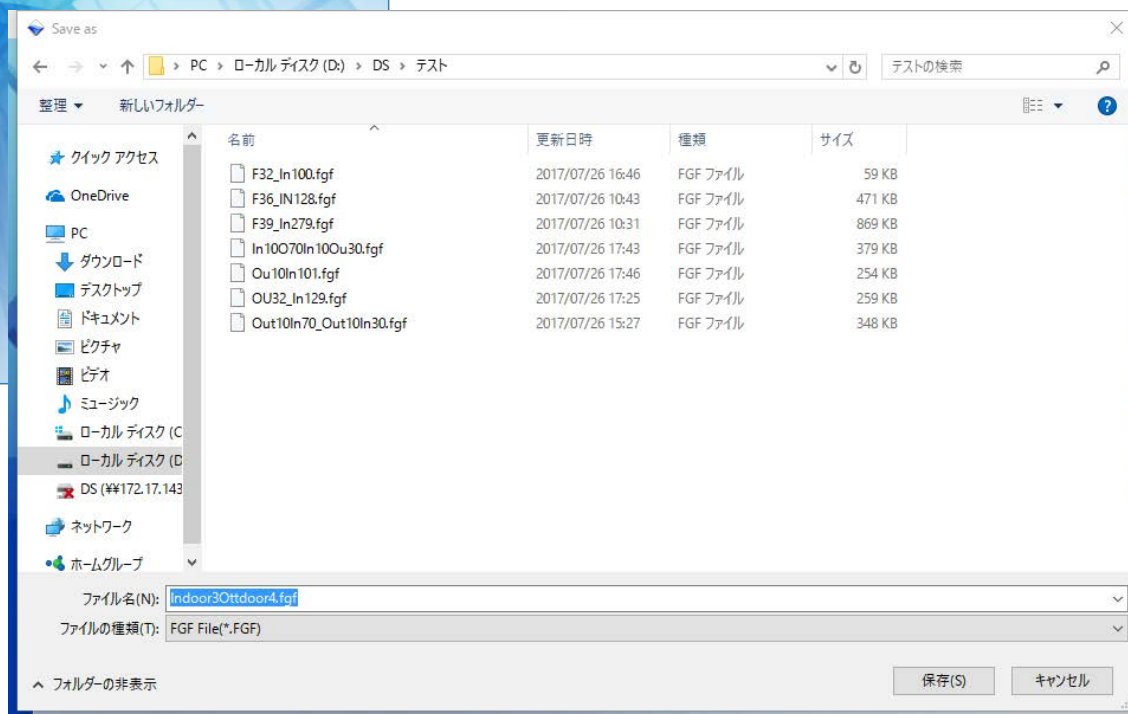 Save as
PC › ローカル ディスク (D:) › DS › テスト
テストの検索
整理 新しいフォルダー
名前 更新日時 種類 サイズ
クイック アクセス
OneDrive
PC
ダウンロード
デスクトップ
ドキュメント
ピクチャ
ビデオ
ミュージック
ローカル ディスク (C
ローカル ディスク (D
DS (¥¥172.17.143
ネットワーク
ホームグループ
F32_In100.fgf 2017/07/26 16:46 FGF ファイル 59 KB
F36_IN128.fgf 2017/07/26 10:43 FGF ファイル 471 KB
F39_In279.fgf 2017/07/26 10:31 FGF ファイル 869 KB
In10O70In10Ou30.fgf 2017/07/26 17:43 FGF ファイル 379 KB
Ou10In101.fgf 2017/07/26 17:46 FGF ファイル 254 KB
OU32_In129.fgf 2017/07/26 17:25 FGF ファイル 259 KB
Out10In70_Out10In30.fgf 2017/07/26 15:27 FGF ファイル 348 KB
ファイル名(N): Indoor3Ottdoor4.fgf
ファイルの種類(T): FGF File(*.FGF)
フォルダーの非表示
保存(S) キャンセル